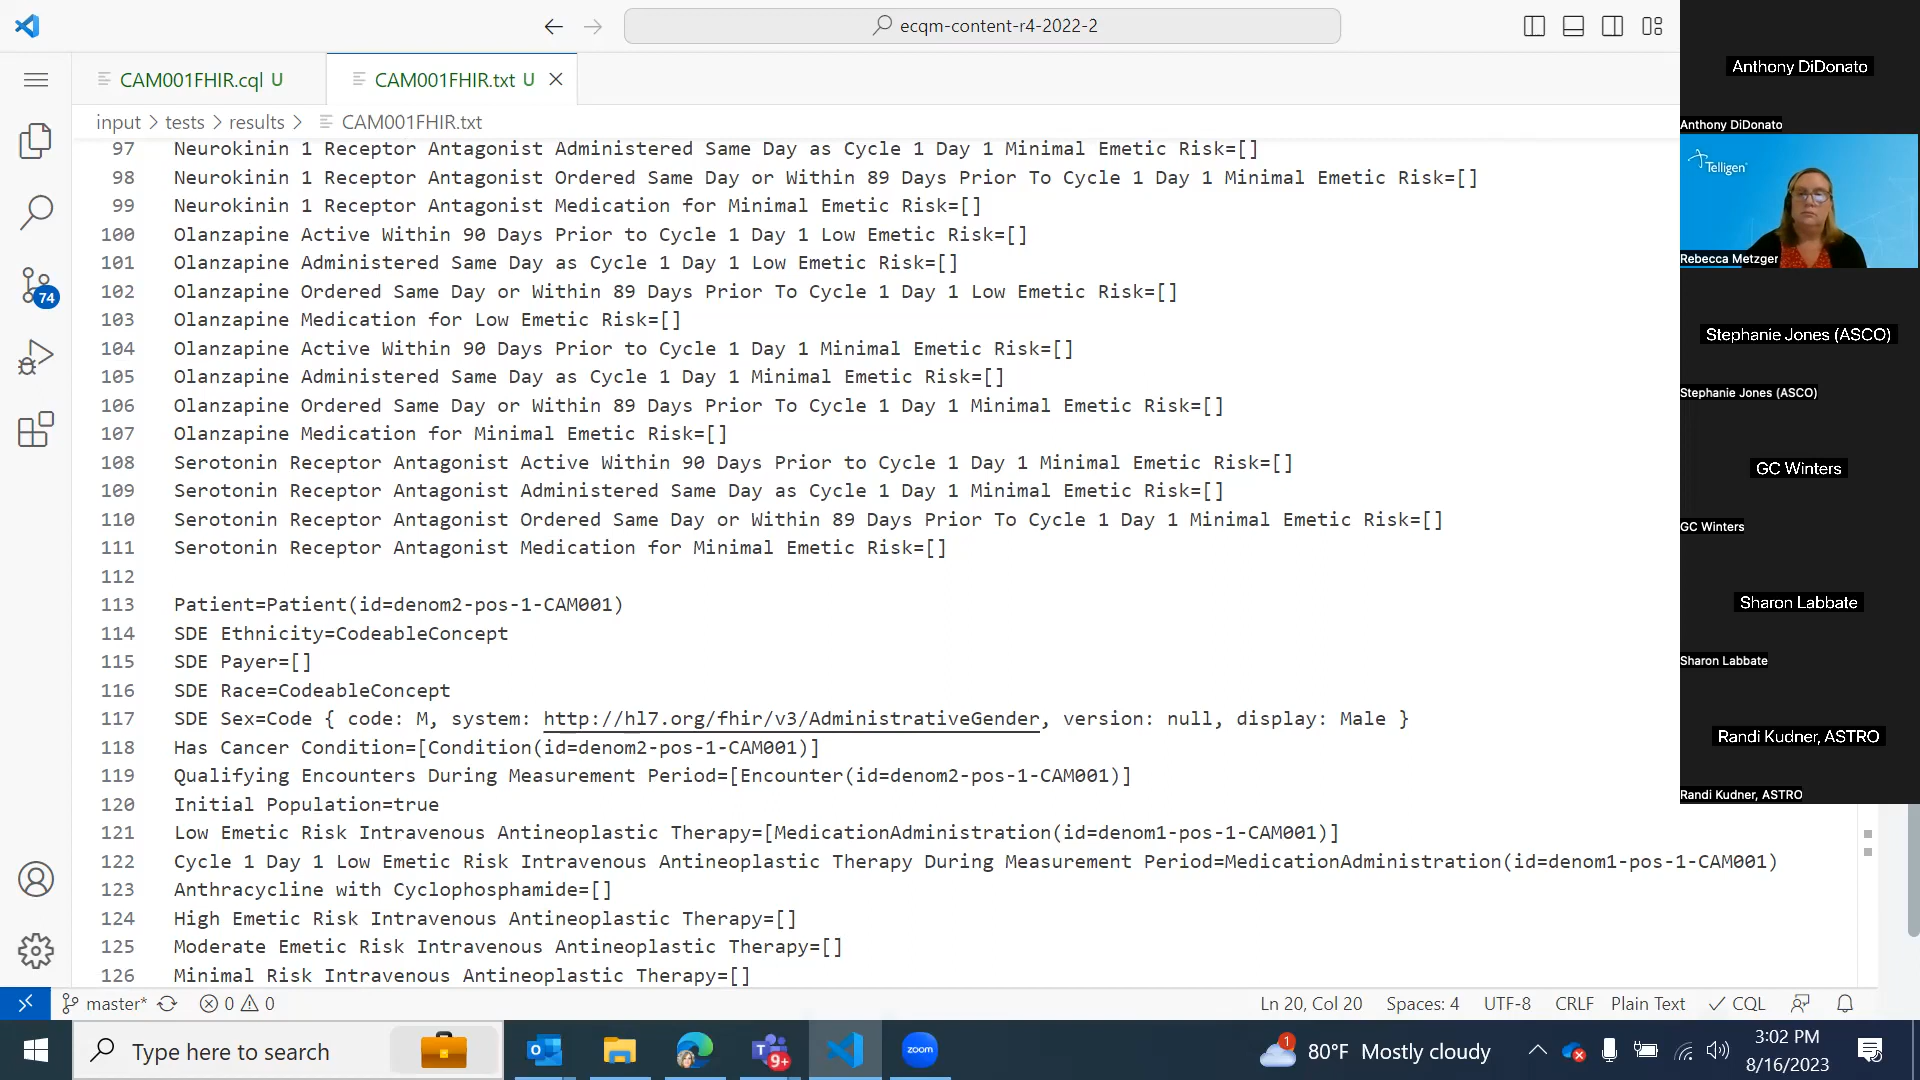 ecqm-content-r4-2022-2
CAM001FHIR.cql U
CAM001FHIR.txt U
input > tests > results > CAM001FHIR.txt
97 Neurokinin 1 Receptor Antagonist Administered Same Day as Cycle 1 Day 1 Minimal Emetic Risk=[]
98 Neurokinin 1 Receptor Antagonist Ordered Same Day or Within 89 Days Prior To Cycle 1 Day 1 Minimal Emetic Risk=[]
99 Neurokinin 1 Receptor Antagonist Medication for Minimal Emetic Risk=[]
100 Olanzapine Active Within 90 Days Prior to Cycle 1 Day 1 Low Emetic Risk=[]
101 Olanzapine Administered Same Day as Cycle 1 Day 1 Low Emetic Risk=[]
102 Olanzapine Ordered Same Day or Within 89 Days Prior To Cycle 1 Day 1 Low Emetic Risk=[]
103 Olanzapine Medication for Low Emetic Risk=[]
104 Olanzapine Active Within 90 Days Prior to Cycle 1 Day 1 Minimal Emetic Risk=[]
105 Olanzapine Administered Same Day as Cycle 1 Day 1 Minimal Emetic Risk=[]
106 Olanzapine Ordered Same Day or Within 89 Days Prior To Cycle 1 Day 1 Minimal Emetic Risk=[]
107 Olanzapine Medication for Minimal Emetic Risk=[]
108 Serotonin Receptor Antagonist Active Within 90 Days Prior to Cycle 1 Day 1 Minimal Emetic Risk=[]
109 Serotonin Receptor Antagonist Administered Same Day as Cycle 1 Day 1 Minimal Emetic Risk=[]
110 Serotonin Receptor Antagonist Ordered Same Day or Within 89 Days Prior To Cycle 1 Day 1 Minimal Emetic Risk=[]
111 Serotonin Receptor Antagonist Medication for Minimal Emetic Risk=[]
112
113 Patient=Patient(id=denom2-pos-1-CAM001)
114 SDE Ethnicity=CodeableConcept
115 SDE Payer=[]
116 SDE Race=CodeableConcept
117 SDE Sex=Code { code: M, system: http://hl7.org/fhir/v3/AdministrativeGender, version: null, display: Male }
118 Has Cancer Condition=[Condition(id=denom2-pos-1-CAM001)]
119 Qualifying Encounters During Measurement Period=[Encounter(id=denom2-pos-1-CAM001)]
120 Initial Population=true
121 Low Emetic Risk Intravenous Antineoplastic Therapy=[MedicationAdministration(id=denom1-pos-1-CAM001)]
122 Cycle 1 Day 1 Low Emetic Risk Intravenous Antineoplastic Therapy During Measurement Period=MedicationAdministration(id=denom1-pos-1-CAM001)
123 Anthracycline with Cyclophosphamide=[]
124 High Emetic Risk Intravenous Antineoplastic Therapy=[]
125 Moderate Emetic Risk Intravenous Antineoplastic Therapy=[]
126 Minimal Risk Intravenous Antineoplastic Therapy=[]
74
master* 0 0 Ln 20, Col 20 Spaces: 4 UTF-8 CRLF Plain Text CQL
Type here to search
9+
zoom
1
80°F Mostly cloudy
3:02 PM
8/16/2023
Anthony DiDonato
Anthony DiDonato
Telligen
Rebecca Metzger
Stephanie Jones (ASCO)
Stephanie Jones (ASCO)
GC Winters
GC Winters
Sharon Labbate
Sharon Labbate
Randi Kudner, ASTRO
Randi Kudner, ASTRO